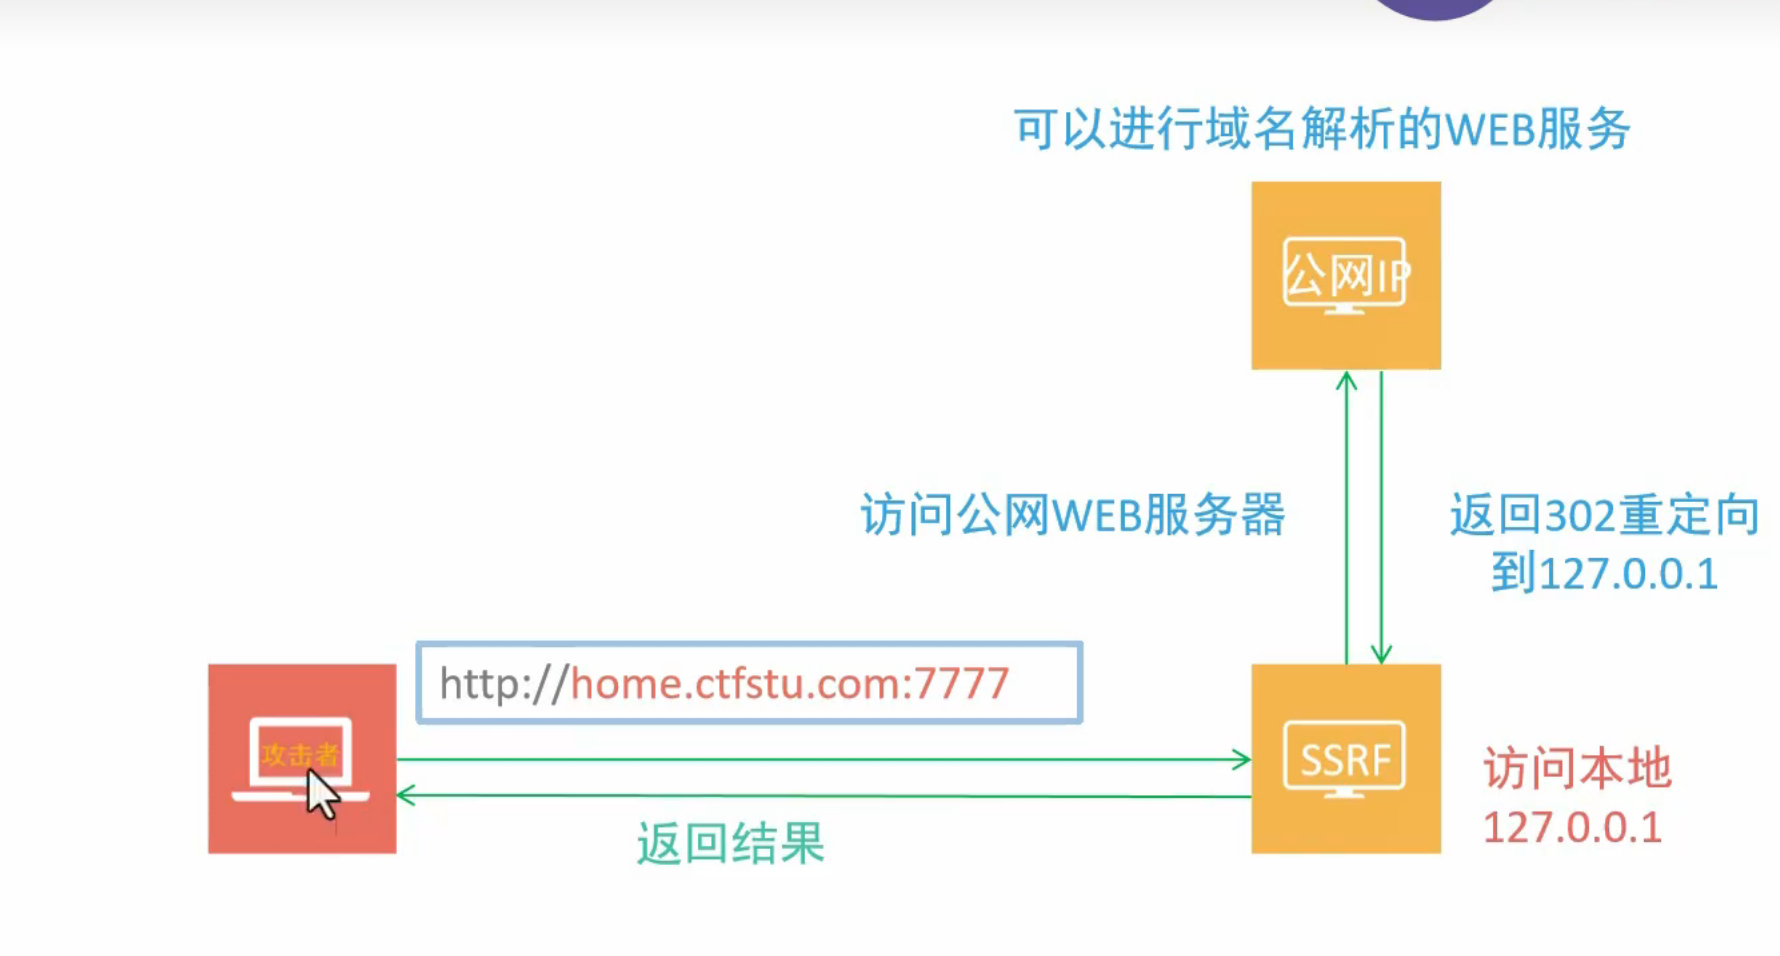 可以进行域名解析的WEB服务
公网IP
访问公网WEB服务器
返回302重定向
到127.0.0.1
http://home.ctfstu.com:7777
攻击者
SSRF
访问本地
127.0.0.1
返回结果